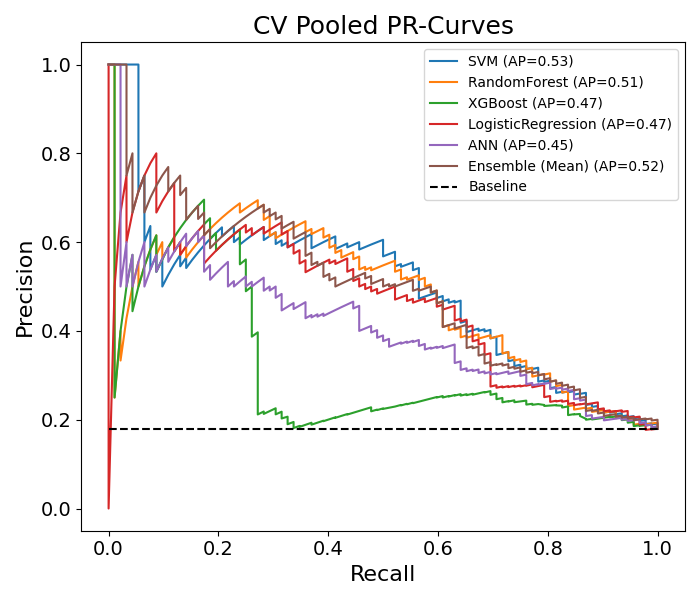 CV Pooled PR-Curves
SVM (AP=0.53)
RandomForest (AP=0.51)
XGBoost (AP=0.47)
LogisticRegression (AP=0.47)
ANN (AP=0.45)
Ensemble (Mean) (AP=0.52)
Baseline
Precision
1.0
0.8
0.6
0.4
0.2
0.0
0.0 0.2 0.4 0.6 0.8 1.0
Recall